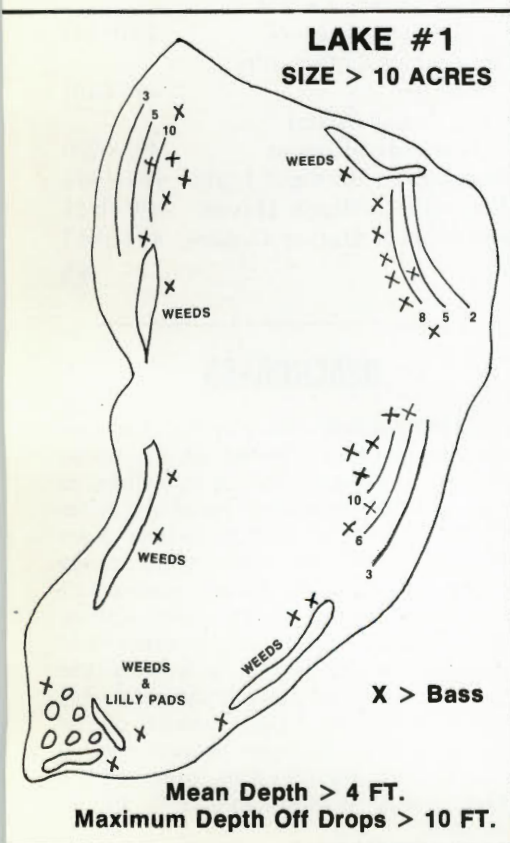 LAKE #1
SIZE > 10 ACRES
3
5
10
WEEDS
WEEDS
8 5 2
10
6
3
WEEDS
WEEDS
WEEDS
&
LILLY PADS
X > Bass
Mean Depth > 4 FT.
Maximum Depth Off Drops > 10 FT.